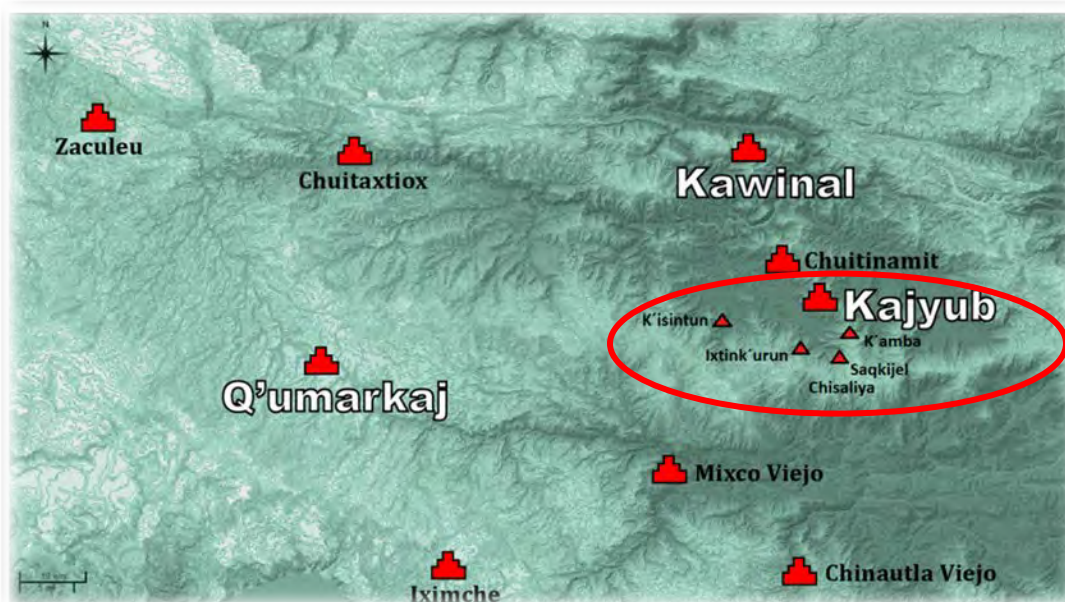 N
Zaculeu
Chuitaxtiox
Kawinal
Chuitinamit
Kajyub
K´isintun
K´amba
Ixtink´urun
Saqkijel
Chisaliya
Q'umarkaj
Mixco Viejo
Iximche
Chinautla Viejo